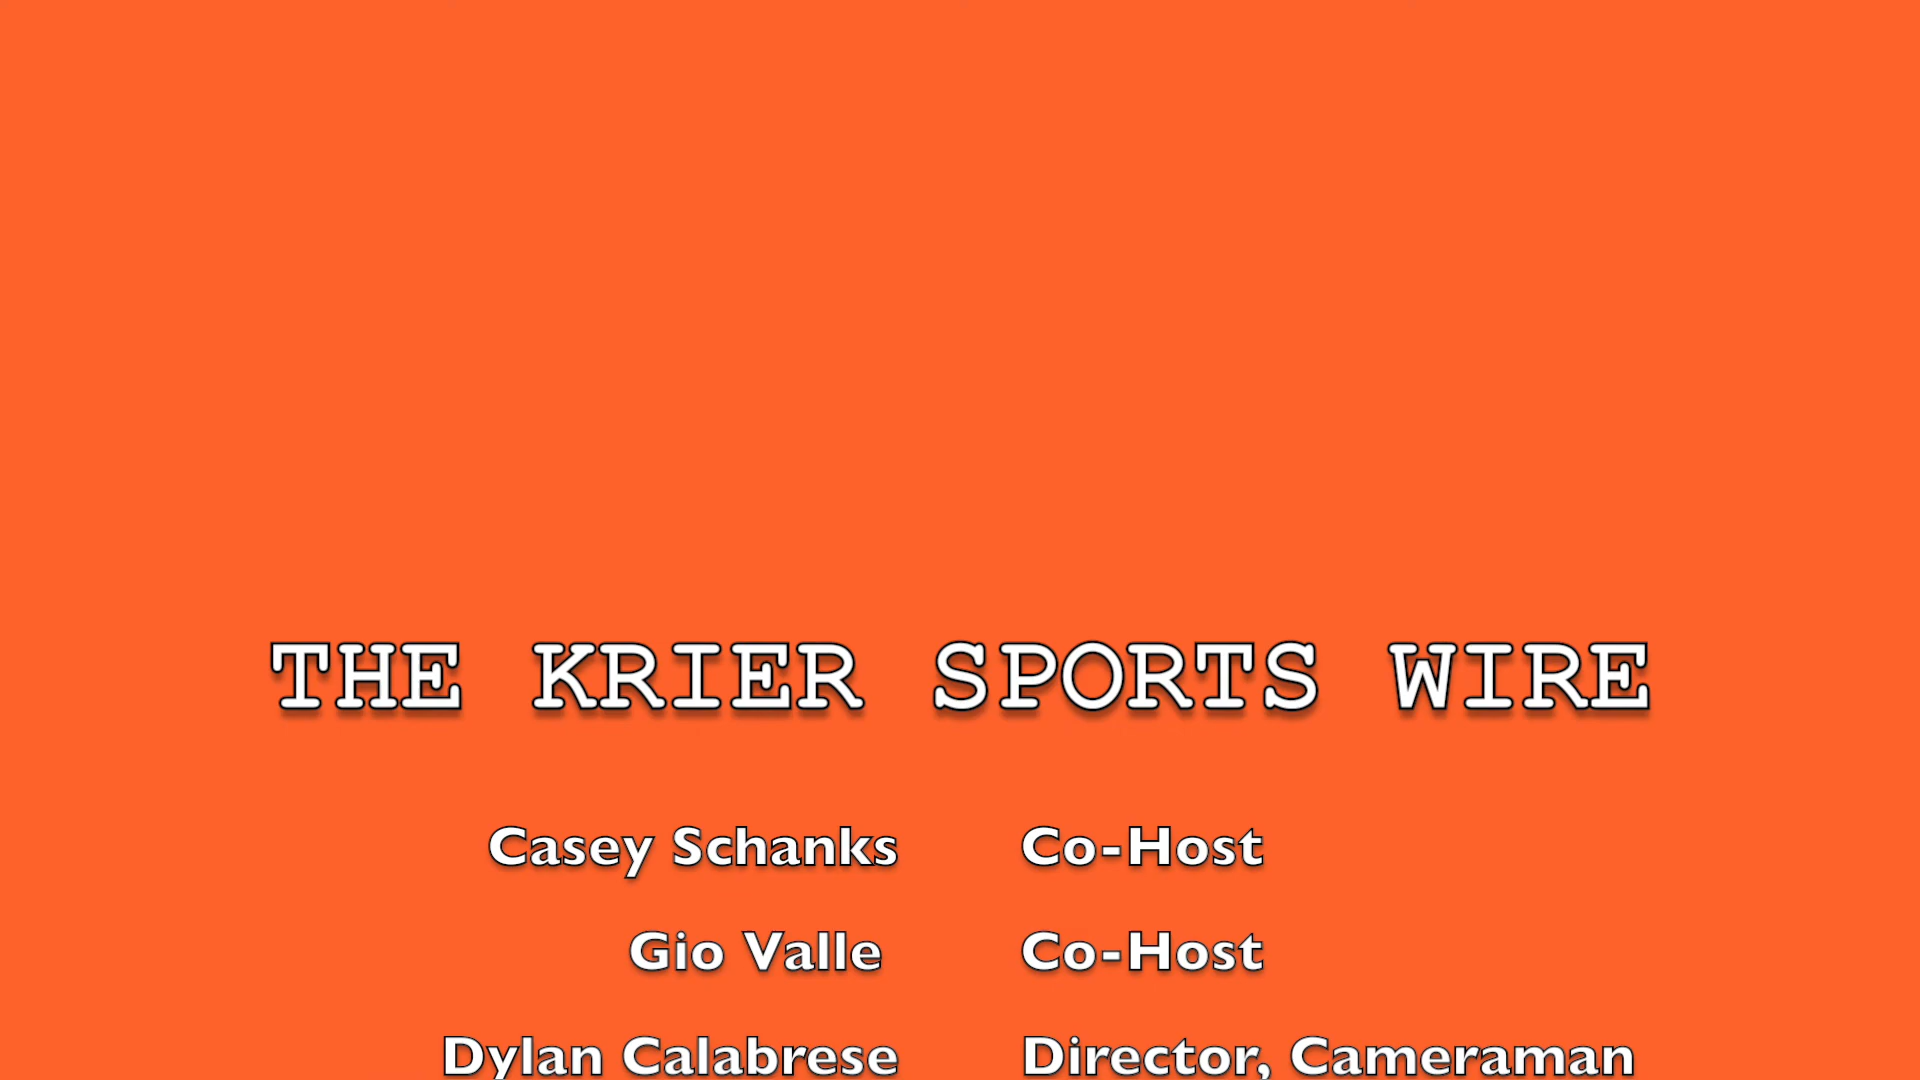 THE KRIER SPORTS WIRE
Casey Schanks Co-Host
Gio Valle Co-Host
Dylan Calabrese Director, Cameraman